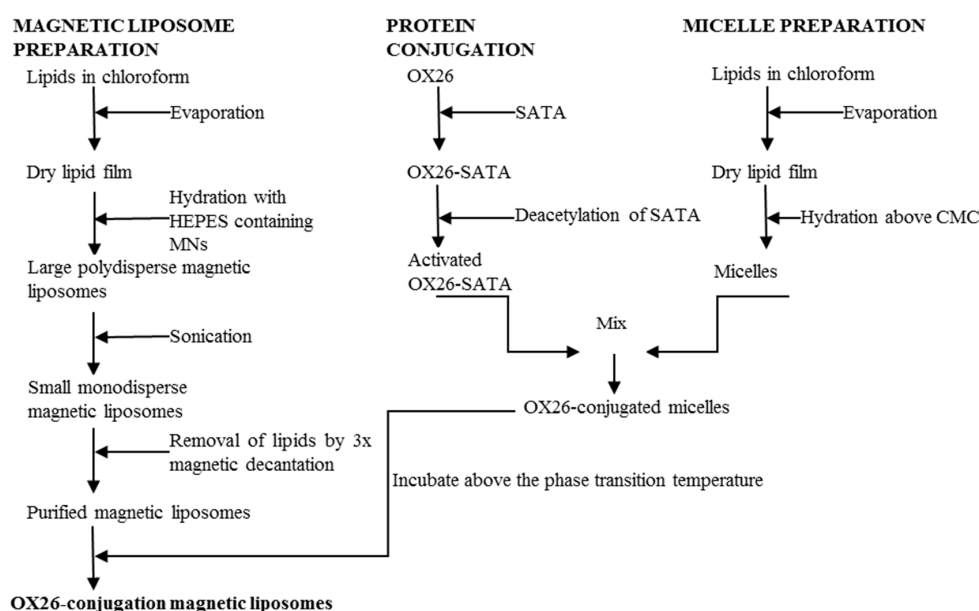 MAGNETIC LIPOSOME
PREPARATION
Lipids in chloroform
Evaporation
Dry lipid film
Hydration with
HEPES containing
MNs
Large polydisperse magnetic
liposomes
Sonication
Small monodisperse
magnetic liposomes
Removal of lipids by 3x
magnetic decantation
Purified magnetic liposomes
OX26-conjugation magnetic liposomes
PROTEIN
CONJUGATION
OX26
SATA
OX26-SATA
Deacetylation of SATA
Activated
OX26-SATA
MICELLE PREPARATION
Lipids in chloroform
Evaporation
Dry lipid film
Hydration above CMC
Micelles
Mix
OX26-conjugated micelles
Incubate above the phase transition temperature